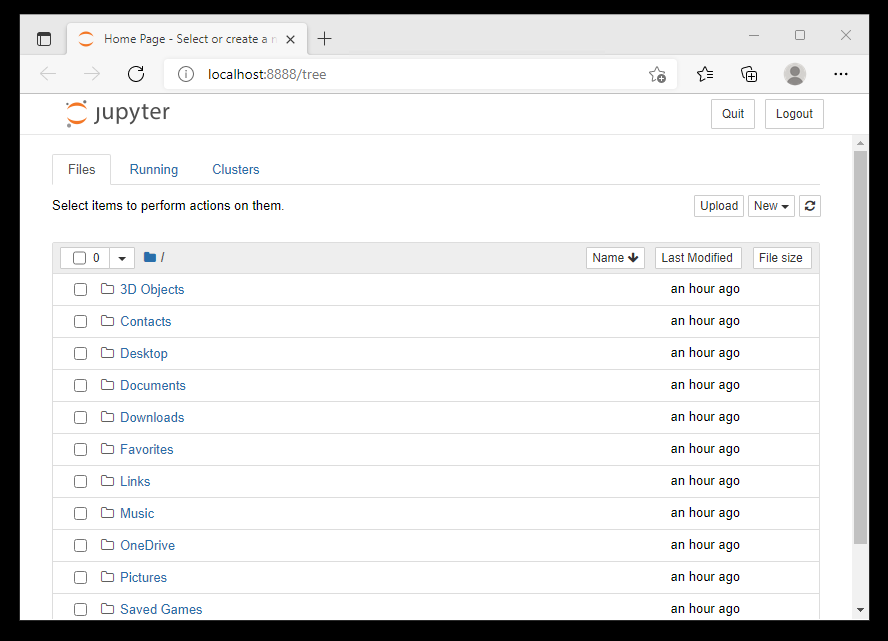 Home Page - Select or create a
localhost:8888/tree
jupyter
Quit
Logout
Files
Running
Clusters
Select items to perform actions on them.
Upload
New
0
/
Name
Last Modified
File size
3D Objects an hour ago
Contacts an hour ago
Desktop an hour ago
Documents an hour ago
Downloads an hour ago
Favorites an hour ago
Links an hour ago
Music an hour ago
OneDrive an hour ago
Pictures an hour ago
Saved Games an hour ago